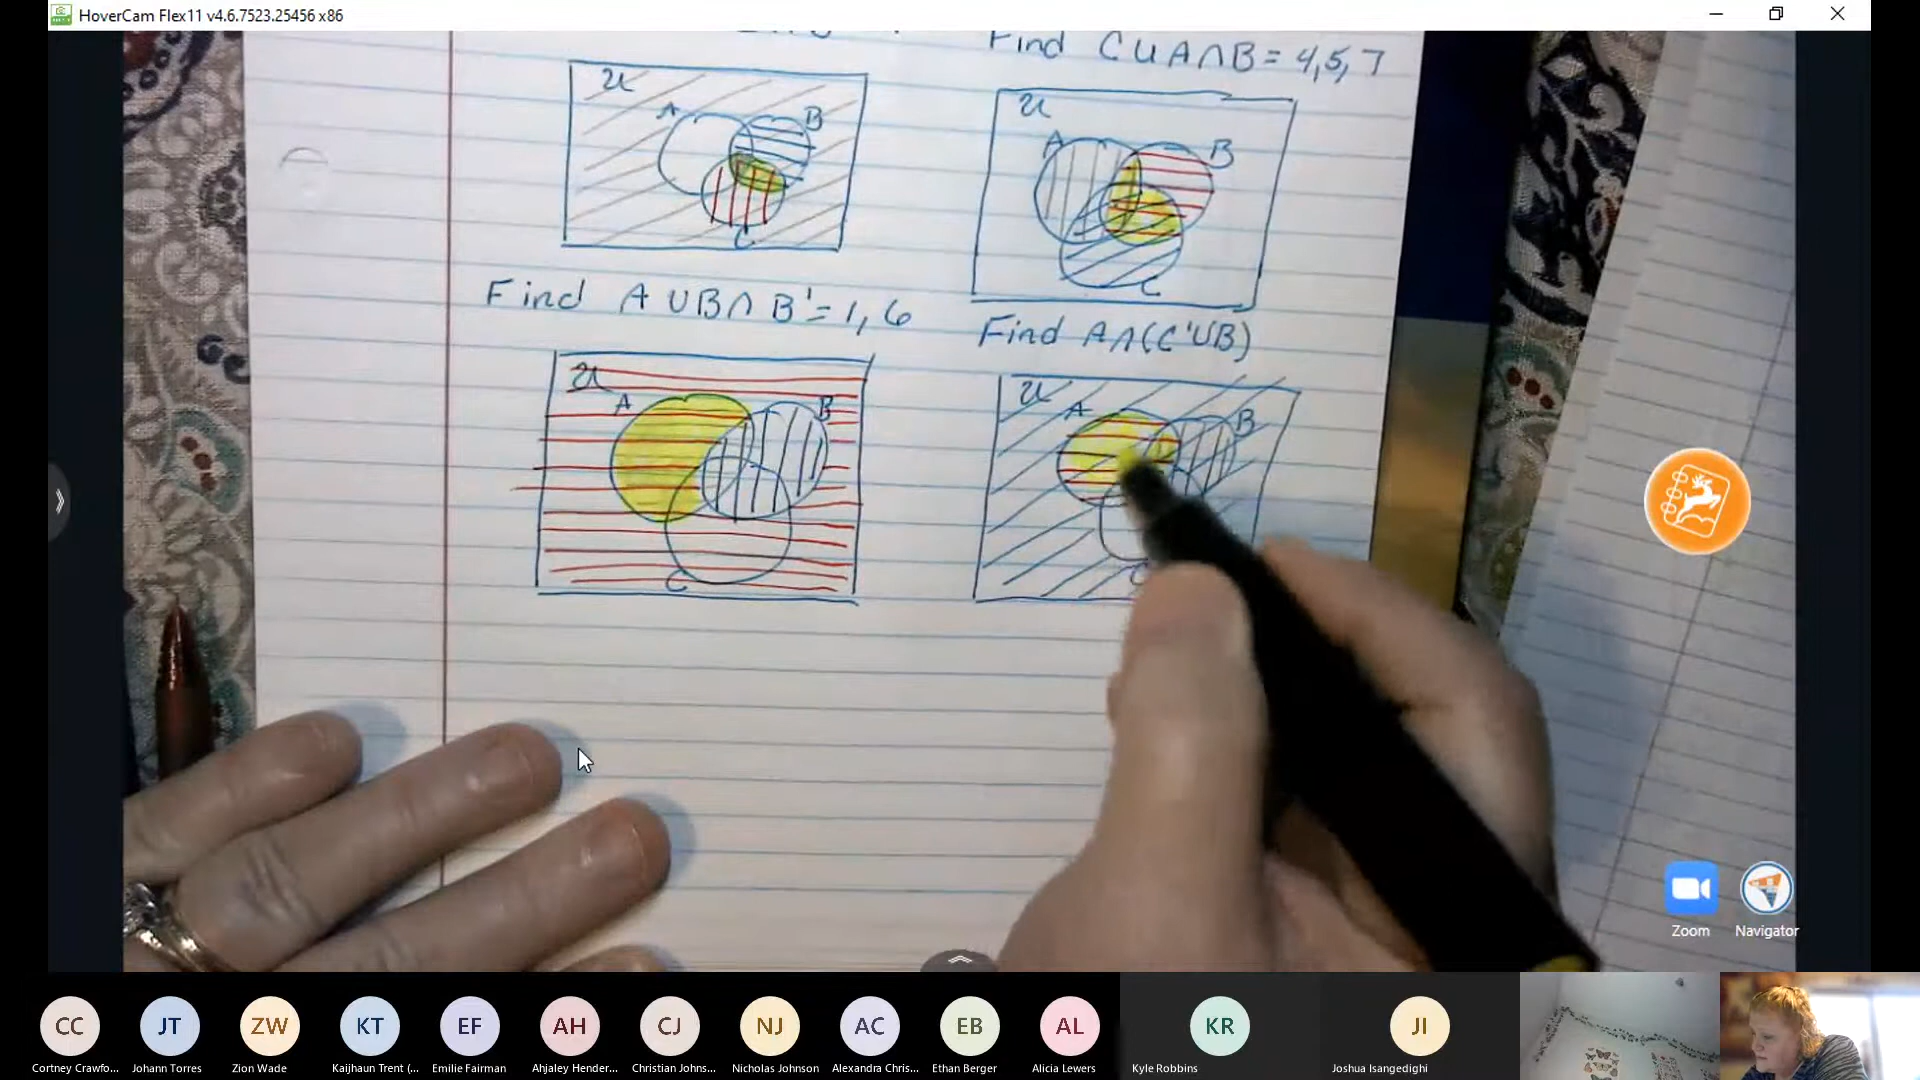 HoverCam Flex11 v4.6.7523.25456 x86
Find C ∪ A ∩ B = 4,5,7
U
A
B
C
U
A
B
C
Find A ∪ B ∩ B' = 1, 6
Find A ∩ (C' ∪ B)
U
A
B
C
U
A
B
C
Zoom
Navigator
CC
JT
ZW
KT
EF
AH
CJ
NJ
AC
EB
AL
KR
JI
Cortney Crawfo...
Johann Torres
Zion Wade
Kaijhaun Trent (...
Emilie Fairman
Ahjaley Hender...
Christian Johns...
Nicholas Johnson
Alexandra Chris...
Ethan Berger
Alicia Lewers
Kyle Robbins
Joshua Isangedighi